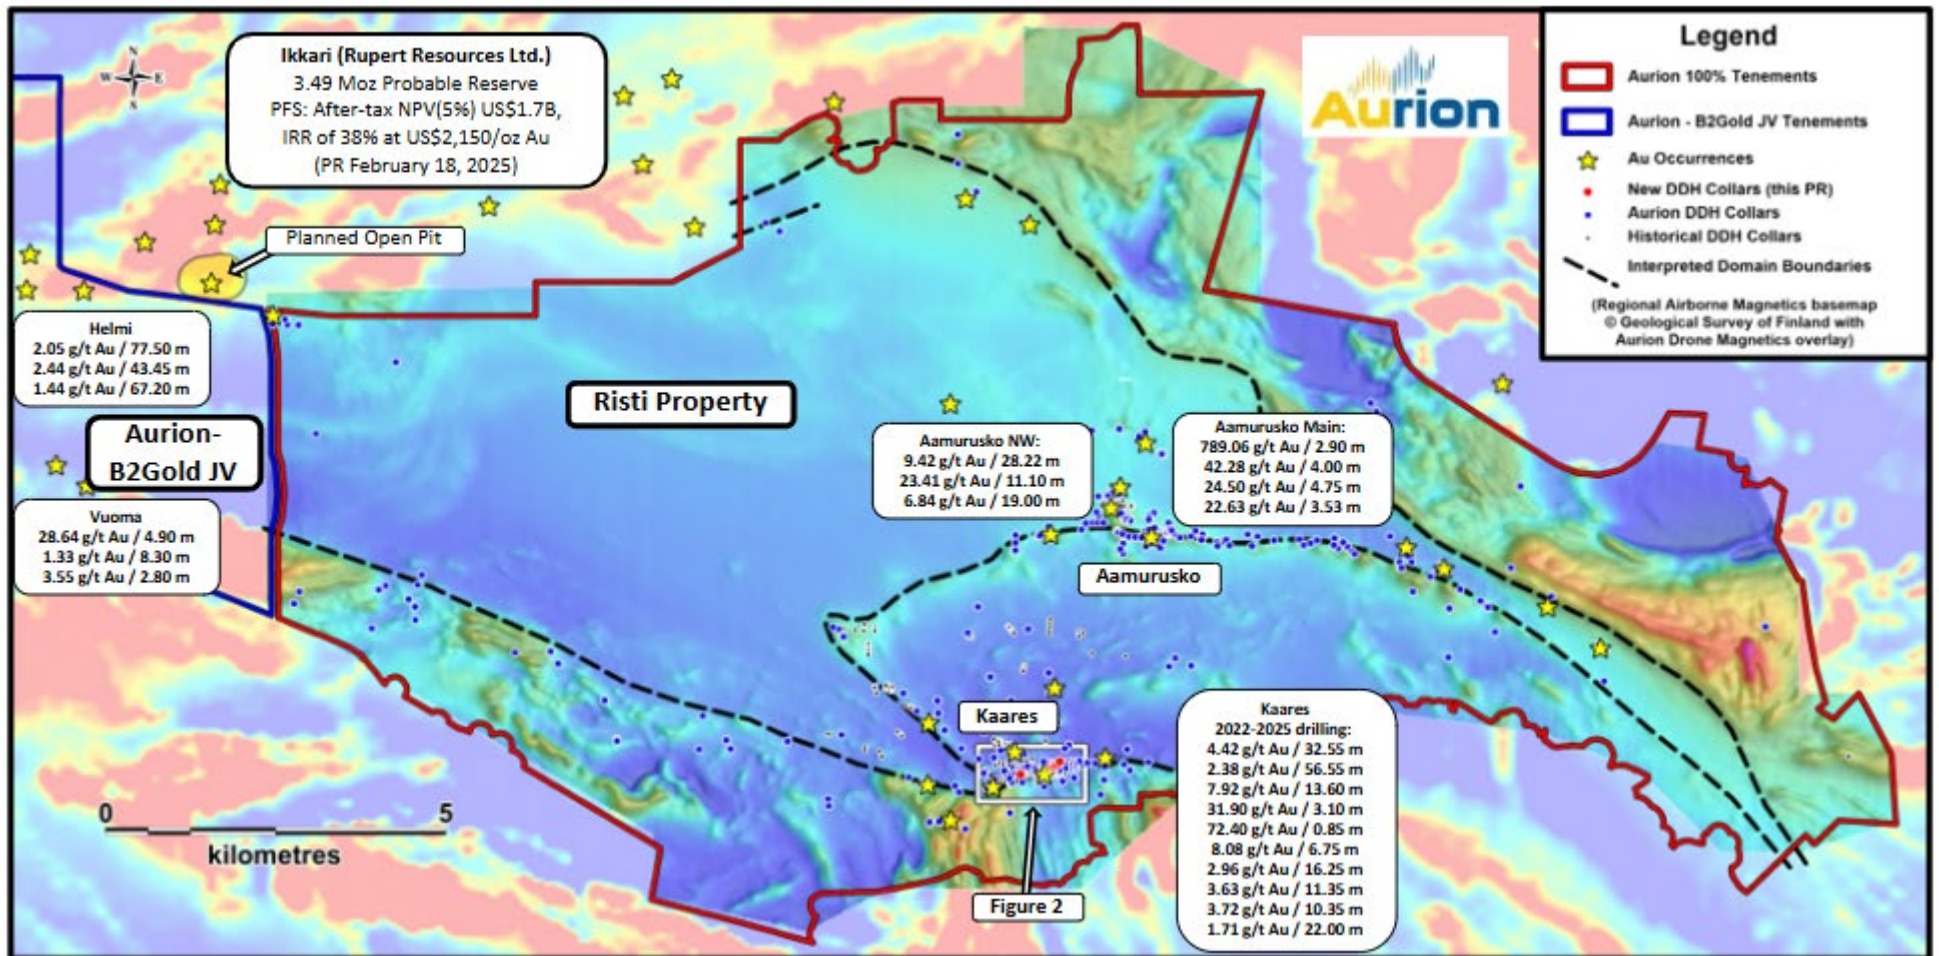 N
W E
S
Ikkari (Rupert Resources Ltd.)
3.49 Moz Probable Reserve
PFS: After-tax NPV(5%) US$1.7B,
IRR of 38% at US$2,150/oz Au
(PR February 18, 2025)
Planned Open Pit
Aurion
Legend
Aurion 100% Tenements
Aurion - B2Gold JV Tenements
Au Occurrences
New DDH Collars (this PR)
Aurion DDH Collars
Historical DDH Collars
Interpreted Domain Boundaries
(Regional Airborne Magnetics basemap
© Geological Survey of Finland with
Aurion Drone Magnetics overlay)
Helmi
2.05 g/t Au / 77.50 m
2.44 g/t Au / 43.45 m
1.44 g/t Au / 67.20 m
Aurion-
B2Gold JV
Vuoma
28.64 g/t Au / 4.90 m
1.33 g/t Au / 8.30 m
3.55 g/t Au / 2.80 m
Risti Property
Aamurusko NW:
9.42 g/t Au / 28.22 m
23.41 g/t Au / 11.10 m
6.84 g/t Au / 19.00 m
Aamurusko Main:
789.06 g/t Au / 2.90 m
42.28 g/t Au / 4.00 m
24.50 g/t Au / 4.75 m
22.63 g/t Au / 3.53 m
Aamurusko
Kaares
Kaares
2022-2025 drilling:
4.42 g/t Au / 32.55 m
2.38 g/t Au / 56.55 m
7.92 g/t Au / 13.60 m
31.90 g/t Au / 3.10 m
72.40 g/t Au / 0.85 m
8.08 g/t Au / 6.75 m
2.96 g/t Au / 16.25 m
3.63 g/t Au / 11.35 m
3.72 g/t Au / 10.35 m
1.71 g/t Au / 22.00 m
0 5
kilometres
Figure 2